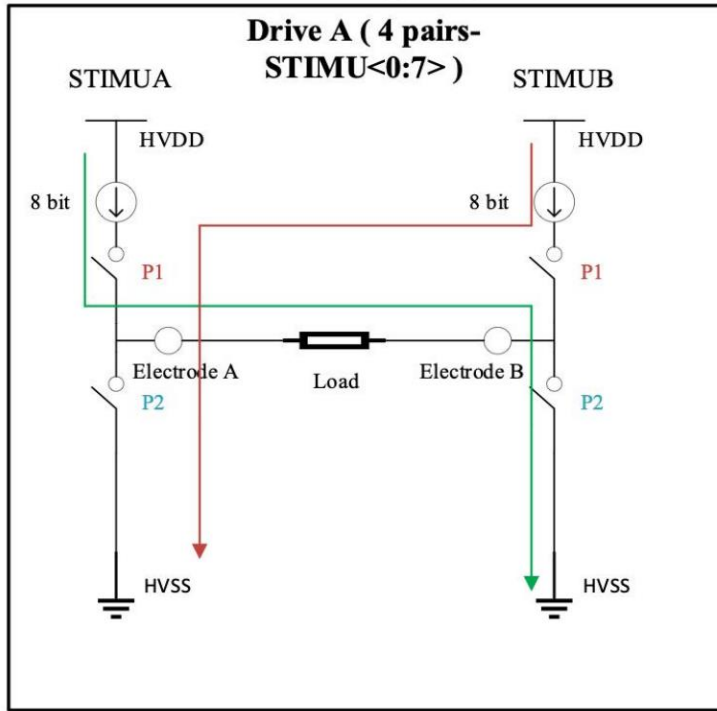 Drive A ( 4 pairs-
STIMU<0:7> )
STIMUA
STIMUB
HVDD
HVDD
8 bit
8 bit
P1
P1
Electrode A
Load
Electrode B
P2
P2
HVSS
HVSS